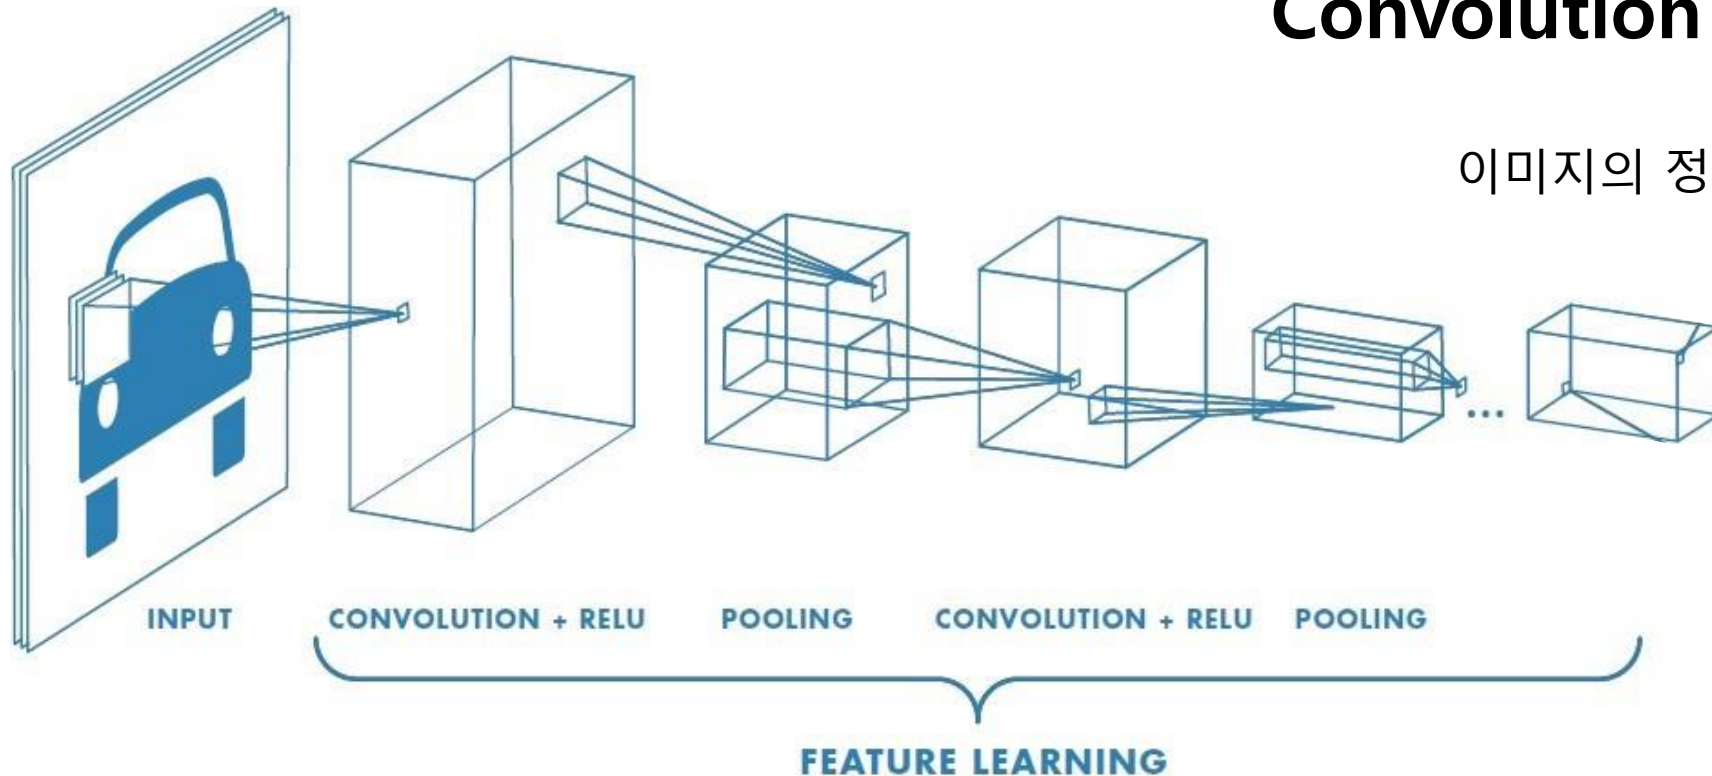 Convolution
이미지의 정
INPUT CONVOLUTION + RELU POOLING CONVOLUTION + RELU POOLING
...
FEATURE LEARNING